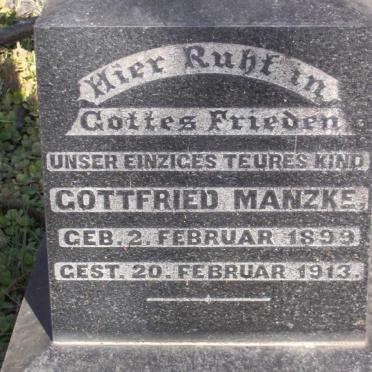 Hier Ruht in
Gottes Frieden
UNSER EINZIGES TEURES KIND
GOTTFRIED MANZKE.
GEB. 2. FEBRUAR 1899
GEST. 20. FEBRUAR 1913.